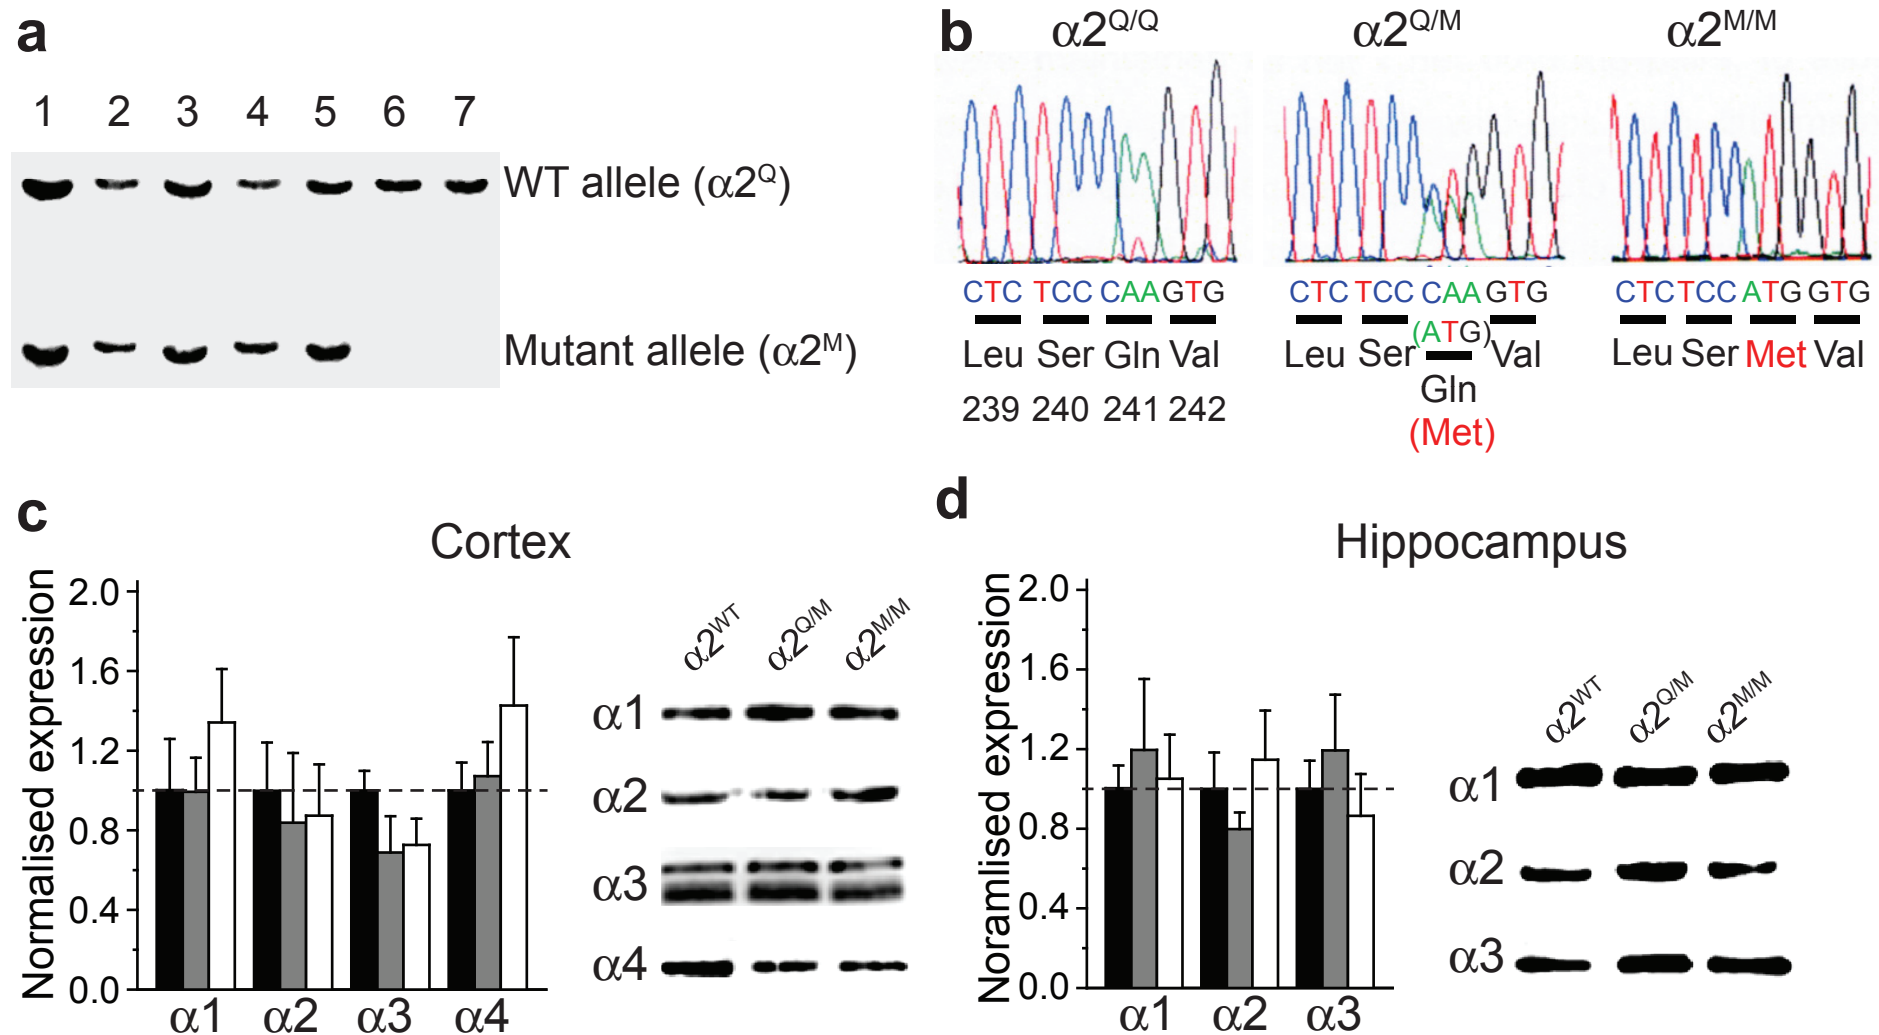 a
1 2 3 4 5 6 7
WT allele (α2Q)
Mutant allele (α2M)
b
α2Q/Q α2Q/M α2M/M
CTC TCC CAA GTG
Leu Ser Gln Val
239 240 241 242
CTC TCC CAA GTG
(ATG)
Leu Ser Val
Gln
(Met)
CTC TCC ATG GTG
Leu Ser Met Val
c
Cortex
Normalised expression
2.0
1.6
1.2
0.8
0.4
0.0
α1 α2 α3 α4
α2WT α2Q/M α2M/M
α1
α2
α3
α4
d
Hippocampus
Noramlised expression
2.0
1.6
1.2
0.8
0.4
0.0
α1 α2 α3
α2WT α2Q/M α2M/M
α1
α2
α3